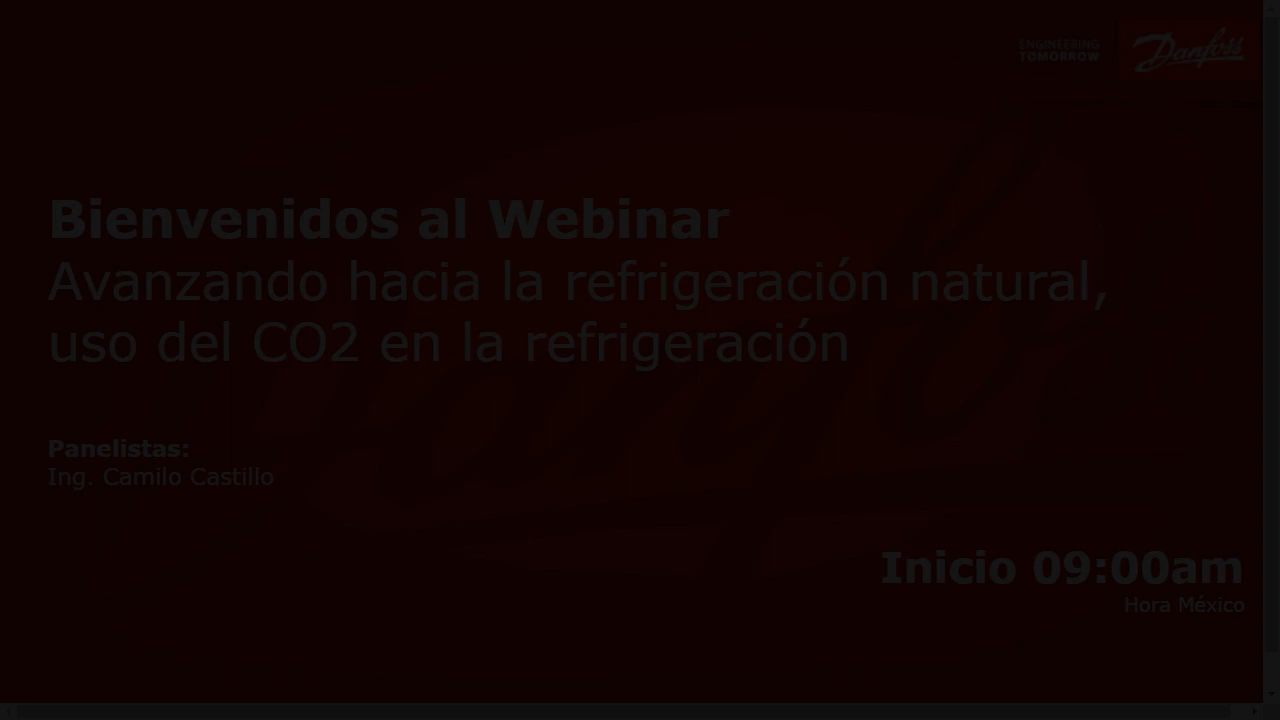 ENGINEERING
TOMORROW
Danfoss
Bienvenidos al Webinar
Avanzando hacia la refrigeración natural,
uso del CO2 en la refrigeración
Panelistas:
Ing. Camilo Castillo
Inicio 09:00am
Hora México